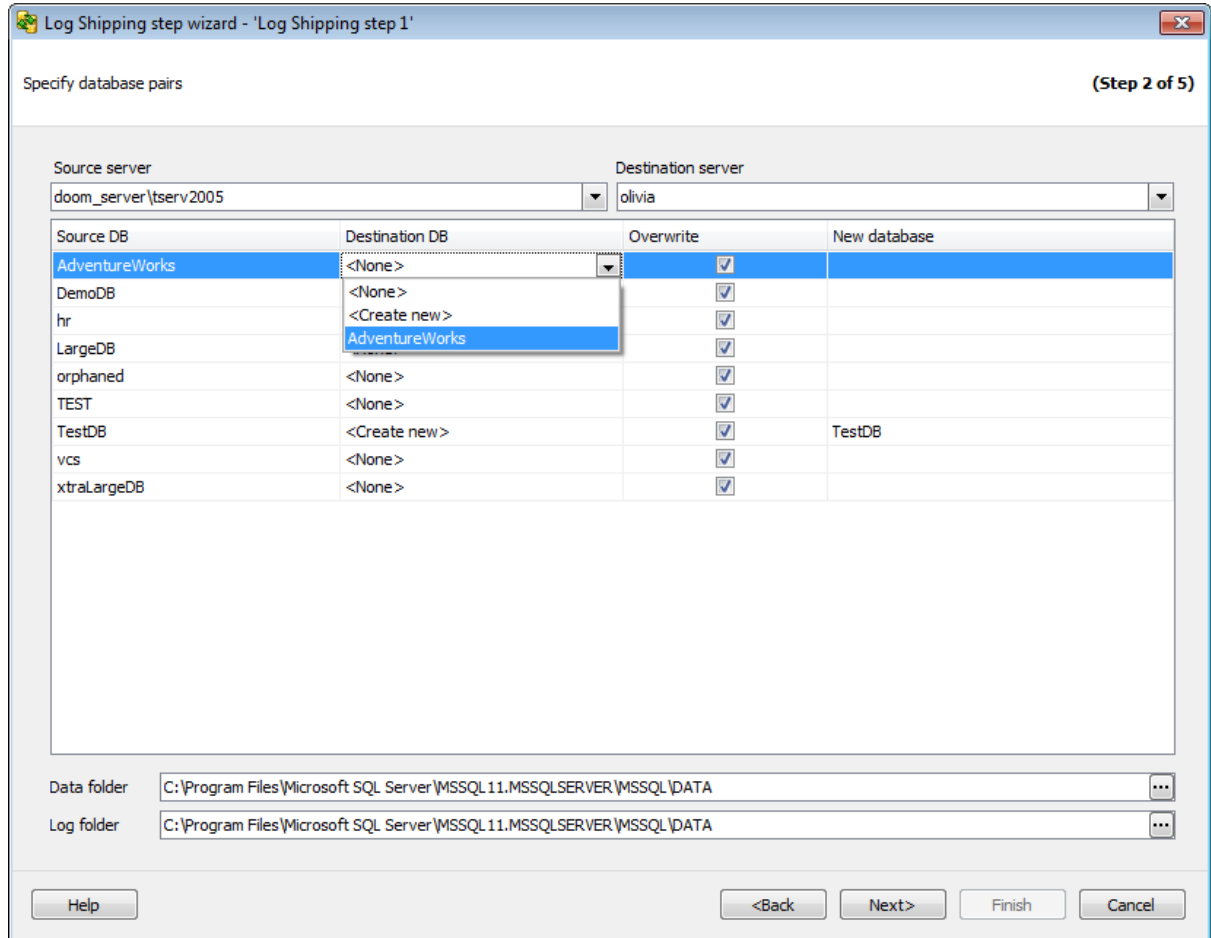 Log Shipping step wizard - 'Log Shipping step 1'
Specify database pairs (Step 2 of 5)
Source server Destination server
doom_server\tserv2005 olivia
Source DB Destination DB Overwrite New database
AdventureWorks <None>
DemoDB <None>
hr <Create new>
AdventureWorks
LargeDB
orphaned <None>
TEST <None>
TestDB <Create new> TestDB
vcs <None>
xtraLargeDB <None>
Data folder C:\Program Files\Microsoft SQL Server\MSSQL11.MSSQLSERVER\MSSQL\DATA
Log folder C:\Program Files\Microsoft SQL Server\MSSQL11.MSSQLSERVER\MSSQL\DATA
Help <Back Next> Finish Cancel